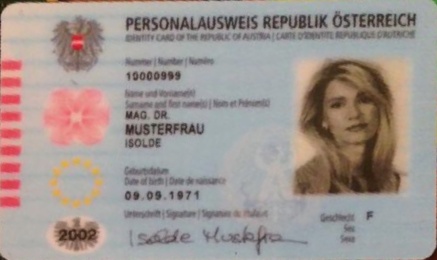 PERSONALAUSWEIS REPUBLIK ÖSTERREICH
IDENTITY CARD OF THE REPUBLIC OF AUSTRIA | CARTE D'IDENTITE REPUBLIQUE D'AUTRICHE
Nummer | Number | Numéro
10000999
Name und Vorname(n)
Surname and first name(s) | Nom et Prénom(s)
MAG. DR.
MUSTERFRAU
ISOLDE
Geburtsdatum
Date of birth | Date de naissance
09.09.1971
Unterschrift | Signature | Signature du titulaire
Geschlecht F
Sex
Sexe
2002
Isolde Musterfrau